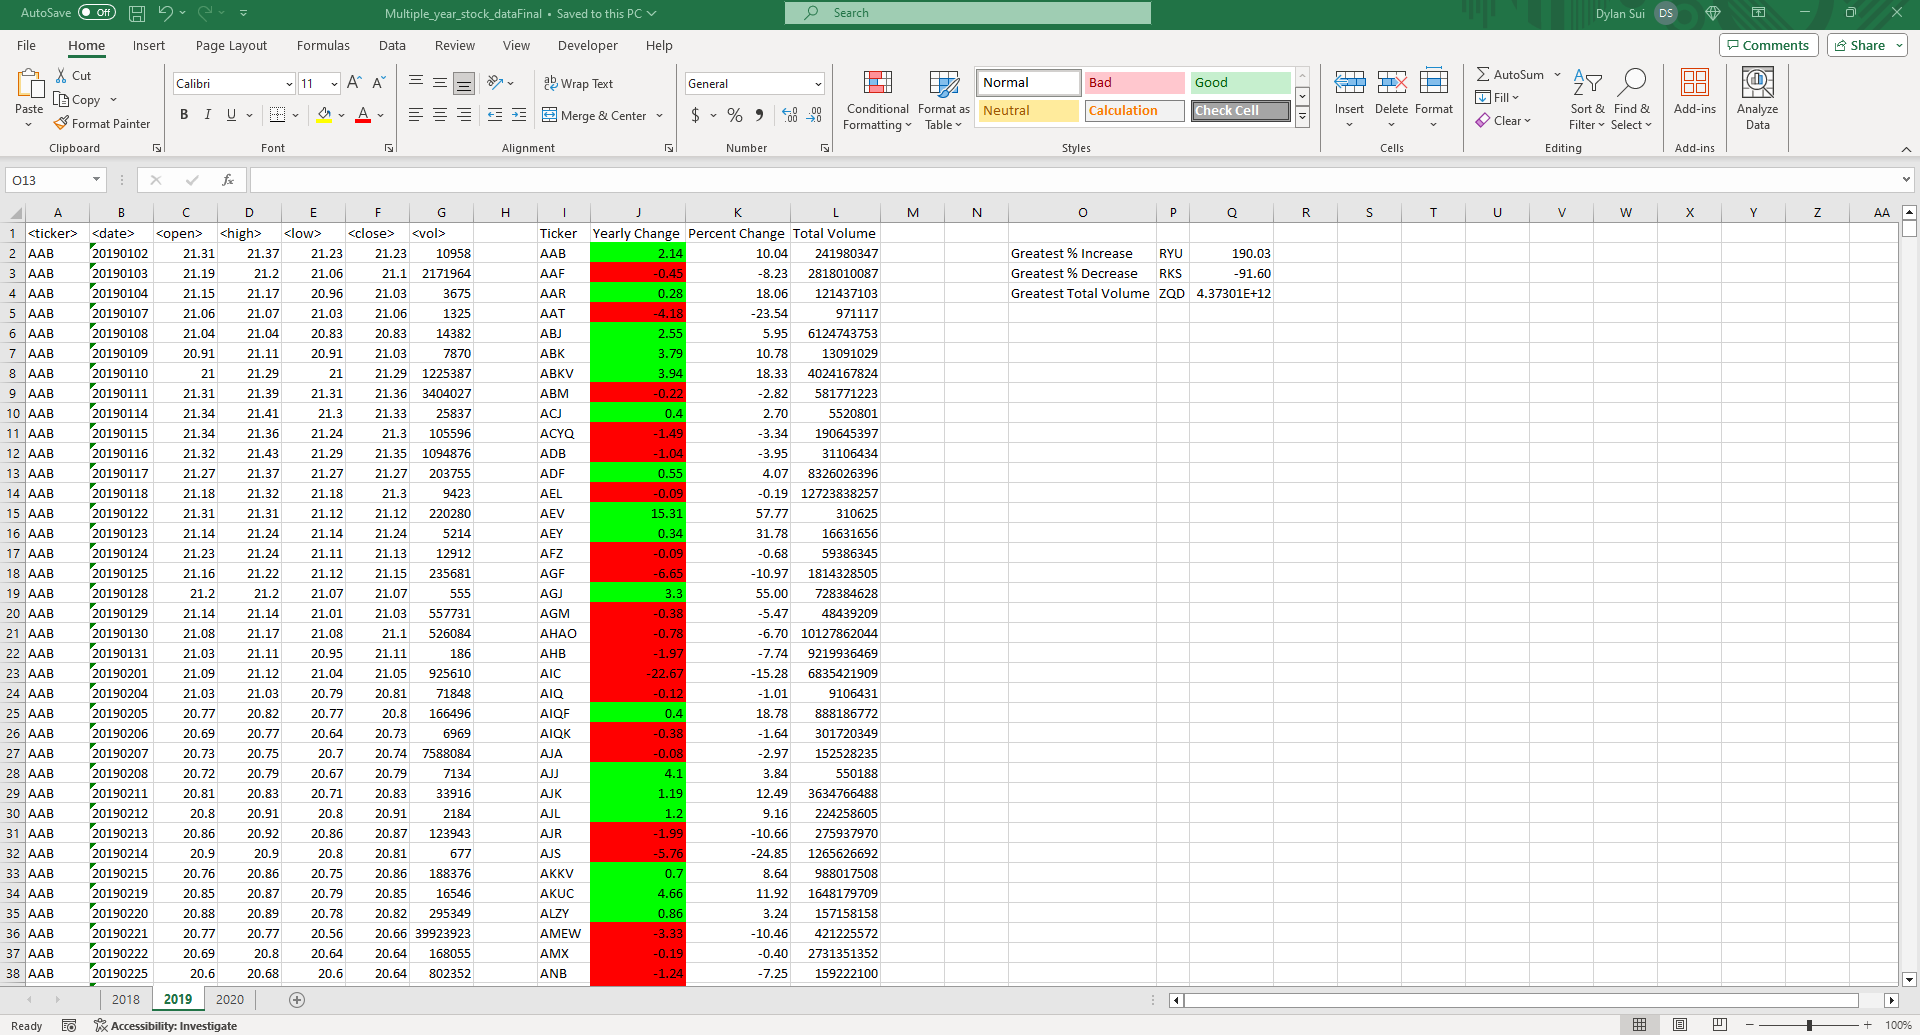 AutoSave Off Multiple_year_stock_dataFinal • Saved to this PC Search Dylan Sui DS
File Home Insert Page Layout Formulas Data Review View Developer Help Comments Share
Paste Cut Copy Format Painter
Clipboard
Calibri 11 A A
B I U A
Font
ab Wrap Text
Merge & Center
Alignment
General
$ % 9
Number
Conditional Formatting Format as Table
Normal Bad Good
Neutral Calculation Check Cell
Styles
Insert Delete Format
Cells
AutoSum Fill Clear Sort & Filter Find & Select
Editing
Add-ins
Add-ins
Analyze Data
O13 fx
A B C D E F G H I J K L M N O P Q R S T U V W X Y Z AA
1 <ticker> <date> <open> <high> <low> <close> <vol> Ticker Yearly Change Percent Change Total Volume
2 AAB 20190102 21.31 21.37 21.23 21.23 10958 AAB 2.14 10.04 241980347 Greatest % Increase RYU 190.03
3 AAB 20190103 21.19 21.2 21.06 21.1 2171964 AAF -0.45 -8.23 2818010087 Greatest % Decrease RKS -91.60
4 AAB 20190104 21.15 21.17 20.96 21.03 3675 AAR 0.28 18.06 121437103 Greatest Total Volume ZQD 4.37301E+12
5 AAB 20190107 21.06 21.07 21.03 21.06 1325 AAT -4.18 -23.54 971117
6 AAB 20190108 21.04 21.04 20.83 20.83 14382 ABJ 2.55 5.95 6124743753
7 AAB 20190109 20.91 21.11 20.91 21.03 7870 ABK 3.79 10.78 13091029
8 AAB 20190110 21 21.29 21 21.29 1225387 ABKV 3.94 18.33 4024167824
9 AAB 20190111 21.31 21.39 21.31 21.36 3404027 ABM -0.22 -2.82 581771223
10 AAB 20190114 21.34 21.41 21.3 21.33 25837 ACJ 0.4 2.70 5520801
11 AAB 20190115 21.34 21.36 21.24 21.3 105596 ACYQ -1.49 -3.34 190645397
12 AAB 20190116 21.32 21.43 21.29 21.35 1094876 ADB -1.04 -3.95 31106434
13 AAB 20190117 21.27 21.37 21.27 21.27 203755 ADF 0.55 4.07 8326026396
14 AAB 20190118 21.18 21.32 21.18 21.3 9423 AEL -0.09 -0.19 12723838257
15 AAB 20190122 21.31 21.31 21.12 21.12 220280 AEV 15.31 57.77 310625
16 AAB 20190123 21.14 21.24 21.14 21.24 5214 AEY 0.34 31.78 16631656
17 AAB 20190124 21.23 21.24 21.11 21.13 12912 AFZ -0.09 -0.68 59386345
18 AAB 20190125 21.16 21.22 21.12 21.15 235681 AGF -6.65 -10.97 1814328505
19 AAB 20190128 21.2 21.2 21.07 21.07 555 AGJ 3.3 55.00 728384628
20 AAB 20190129 21.14 21.14 21.01 21.03 557731 AGM -0.38 -5.47 48439209
21 AAB 20190130 21.08 21.17 21.08 21.1 526084 AHAO -0.78 -6.70 10127862044
22 AAB 20190131 21.03 21.11 20.95 21.11 186 AHB -1.97 -7.74 9219936469
23 AAB 20190201 21.09 21.12 21.04 21.05 925610 AIC -22.67 -15.28 6835421909
24 AAB 20190204 21.03 21.03 20.79 20.81 71848 AIQ -0.12 -1.01 9106431
25 AAB 20190205 20.77 20.82 20.77 20.8 166496 AIQF 0.4 18.78 888186772
26 AAB 20190206 20.69 20.77 20.64 20.73 6969 AIQK -0.38 -1.64 301720349
27 AAB 20190207 20.73 20.75 20.7 20.74 7588084 AJA -0.08 -2.97 152528235
28 AAB 20190208 20.72 20.79 20.67 20.79 7134 AJJ 4.1 3.84 550188
29 AAB 20190211 20.81 20.83 20.71 20.83 33916 AJK 1.19 12.49 3634766488
30 AAB 20190212 20.8 20.91 20.8 20.91 2184 AJL 1.2 9.16 224258605
31 AAB 20190213 20.86 20.92 20.86 20.87 123943 AJR -1.99 -10.66 275937970
32 AAB 20190214 20.9 20.9 20.8 20.81 677 AJS -5.76 -24.85 1265626692
33 AAB 20190215 20.76 20.86 20.75 20.86 188376 AKKV 0.7 8.64 988017508
34 AAB 20190219 20.85 20.87 20.79 20.85 16546 AKUC 4.66 11.92 1648179709
35 AAB 20190220 20.88 20.89 20.78 20.82 295349 ALZY 0.86 3.24 157158158
36 AAB 20190221 20.77 20.77 20.56 20.66 39923923 AMEW -3.33 -10.46 421225572
37 AAB 20190222 20.69 20.8 20.64 20.64 168055 AMX -0.19 -0.40 2731351352
38 AAB 20190225 20.6 20.68 20.6 20.64 802352 ANB -1.24 -7.25 159222100
2018 2019 2020
Ready Accessibility: Investigate 100%